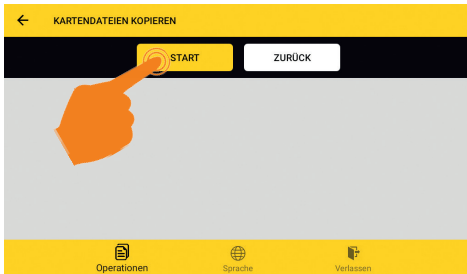 KARTENDATEIEN KOPIEREN
START
ZURÜCK
Operationen
Sprache
Verlassen